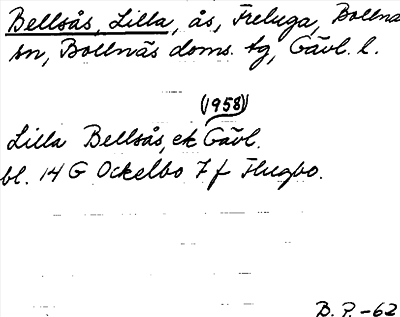 Bellsås, Lilla, ås, Freluga, Bollnä
sn, Bollnäs doms. tg, Gävl. l.
(1958)
Lilla Bellsås, ek Gävl.
bl. 14 G Ockelbo 7 f Flugbo.
B. P. -62